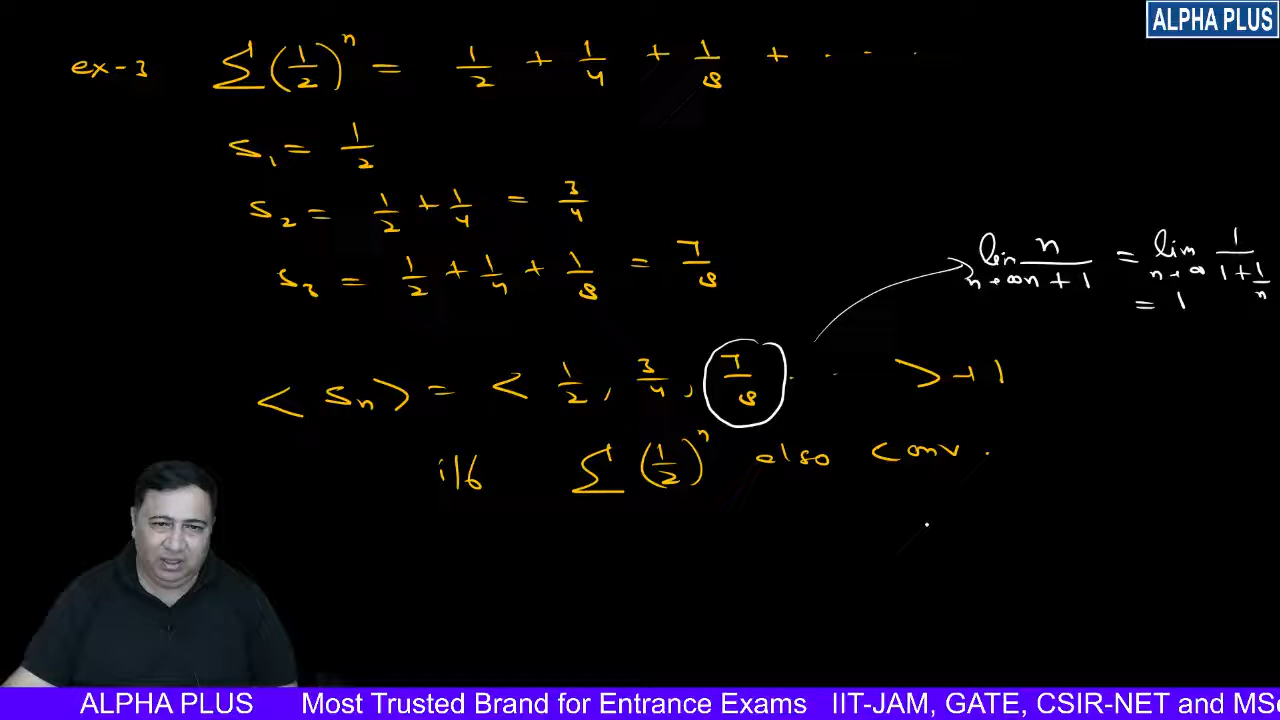 ALPHA PLUS
ex-3 ∑(1/2)^n = 1/2 + 1/4 + 1/8 + . . . .
S1 = 1/2
S2 = 1/2 + 1/4 = 3/4
S3 = 1/2 + 1/4 + 1/8 = 7/8
lim n→∞ n/n+1 = lim n→∞ 1/1+1/n
= 1
< Sn > = < 1/2, 3/4, 7/8 . . > → 1
∑(1/2)^n also conv.
ALPHA PLUS Most Trusted Brand for Entrance Exams IIT-JAM, GATE, CSIR-NET and MS